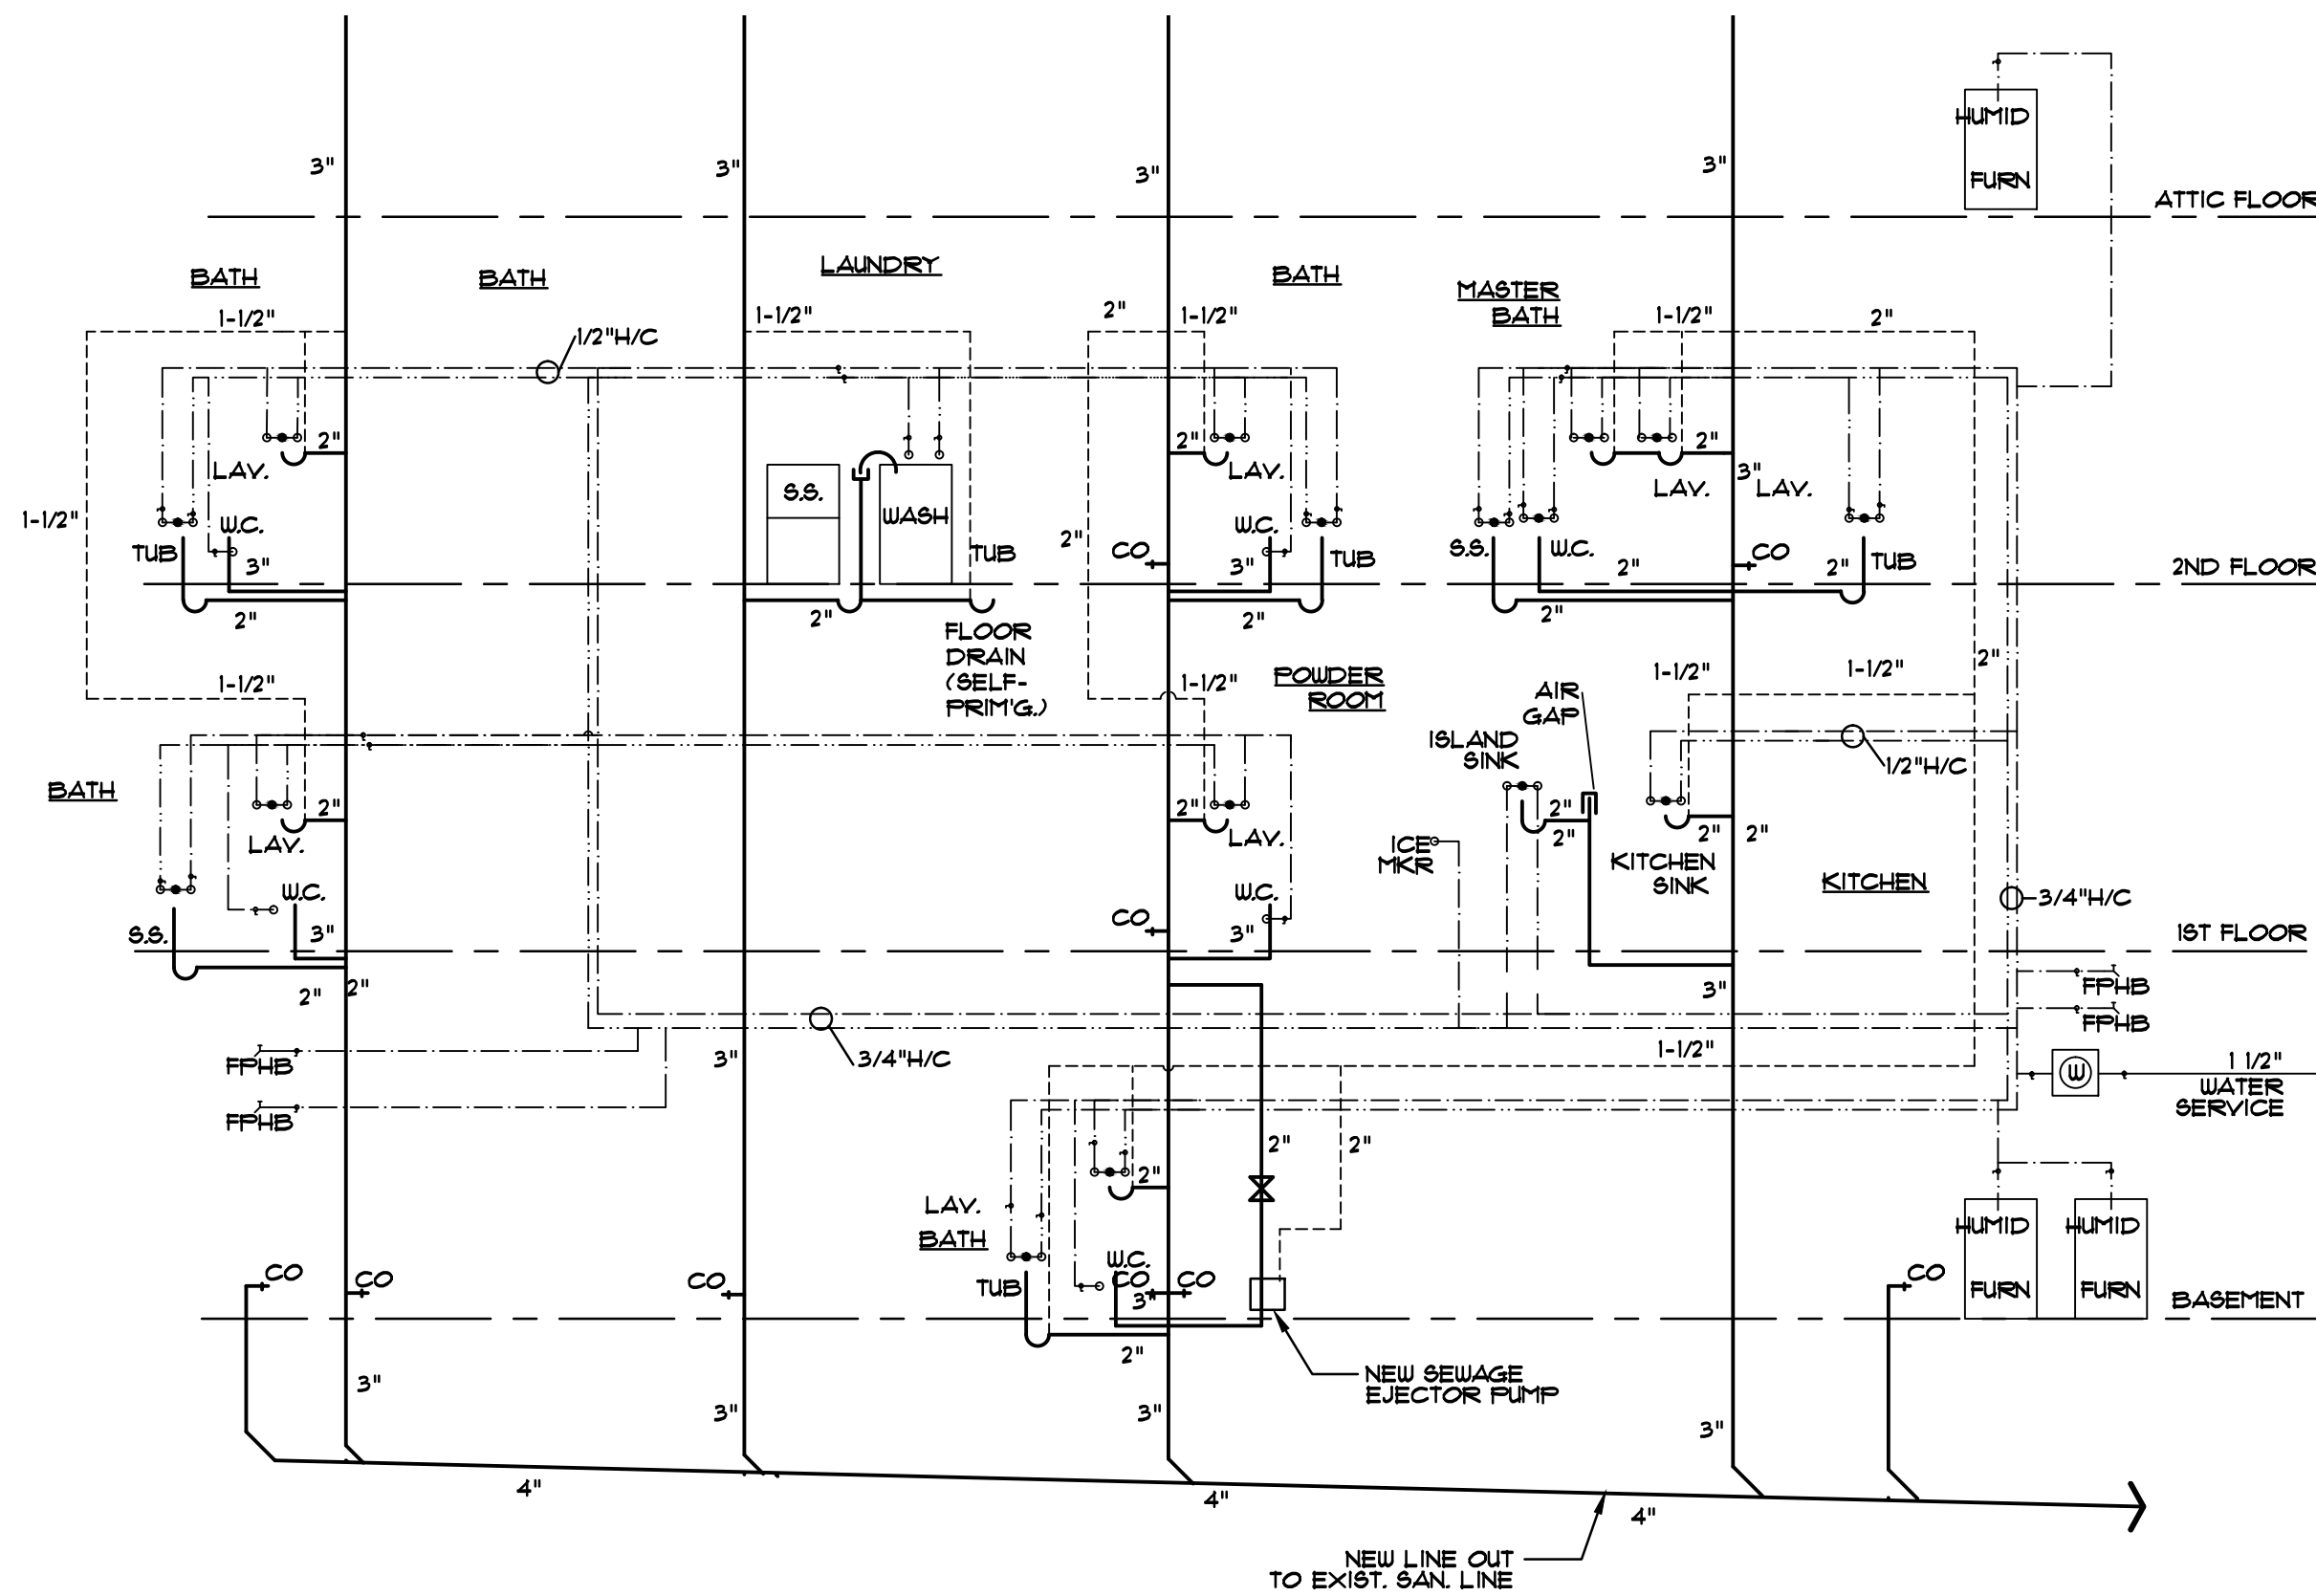 HUMID
FURN
3"
3"
3"
3"
ATTIC FLOOR
BATH
BATH
LAUNDRY
BATH
MASTER
BATH
1-1/2"
1/2"H/C
1-1/2"
2"
1-1/2"
1-1/2"
2"
2"
LAV.
2"
LAV.
2"
3"
LAV.
LAV.
S.S.
WASH
1-1/2"
TUB
W.C.
3"
TUB
2"
CO
W.C.
3"
TUB
S.S.
W.C.
2"
CO
2"
TUB
2ND FLOOR
2"
2"
2"
2"
FLOOR
DRAIN
(SELF-
PRIM'G.)
1-1/2"
1-1/2"
POWDER
ROOM
AIR
GAP
1-1/2"
1-1/2"
2"
ISLAND
SINK
1/2"H/C
BATH
2"
LAV.
2"
LAV.
ICE
MKR
2"
2"
2"
2"
KITCHEN
SINK
KITCHEN
3/4"H/C
W.C.
S.S.
3"
CO
W.C.
3"
1ST FLOOR
2"
2"
3"
FPHB
FPHB
FPHB
FPHB
3"
3/4"H/C
1-1/2"
W
1 1/2"
WATER
SERVICE
2"
2"
2"
LAV.
BATH
HUMID
FURN
HUMID
FURN
CO
CO
CO
TUB
W.C.
CO
3"
CO
CO
BASEMENT
2"
NEW SEWAGE
EJECTOR PUMP
3"
3"
3"
3"
4"
4"
4"
NEW LINE OUT
TO EXIST. SAN. LINE